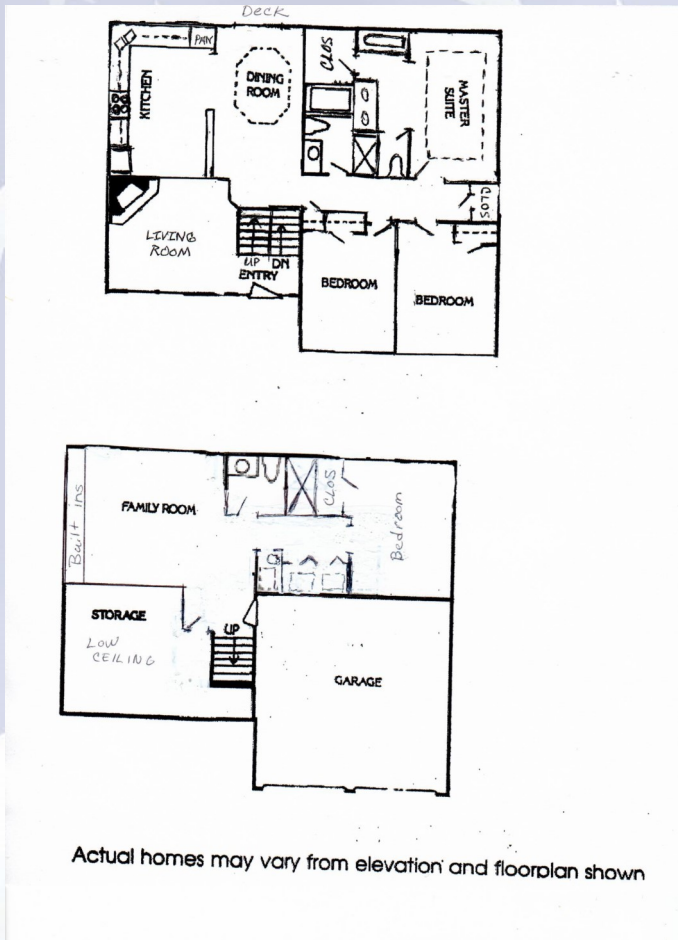 Deck
PAN
CLOS
KITCHEN
DINING
ROOM
MASTER
SUITE
CLOS
LIVING
ROOM
UP DN
ENTRY
BEDROOM
BEDROOM
Built ins
FAMILY ROOM
CLOS
Bedroom
STORAGE
LOW
CEILING
UP
GARAGE
Actual homes may vary from elevation and floorplan shown